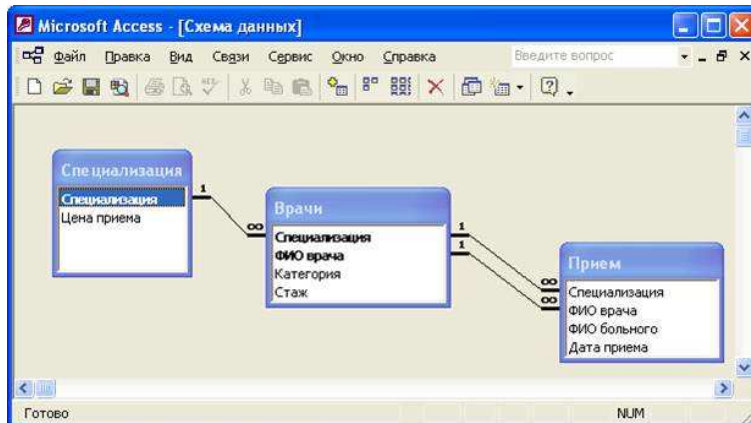 Microsoft Access - [Схема данных]
Файл Правка Вид Связи Сервис Окно Справка Введите вопрос
Специализация
Специализация
Цена приема
1
∞
Врачи
Специализация
ФИО врача
Категория
Стаж
1
1
∞
∞
Прием
Специализация
ФИО врача
ФИО больного
Дата приема
Готово NUM